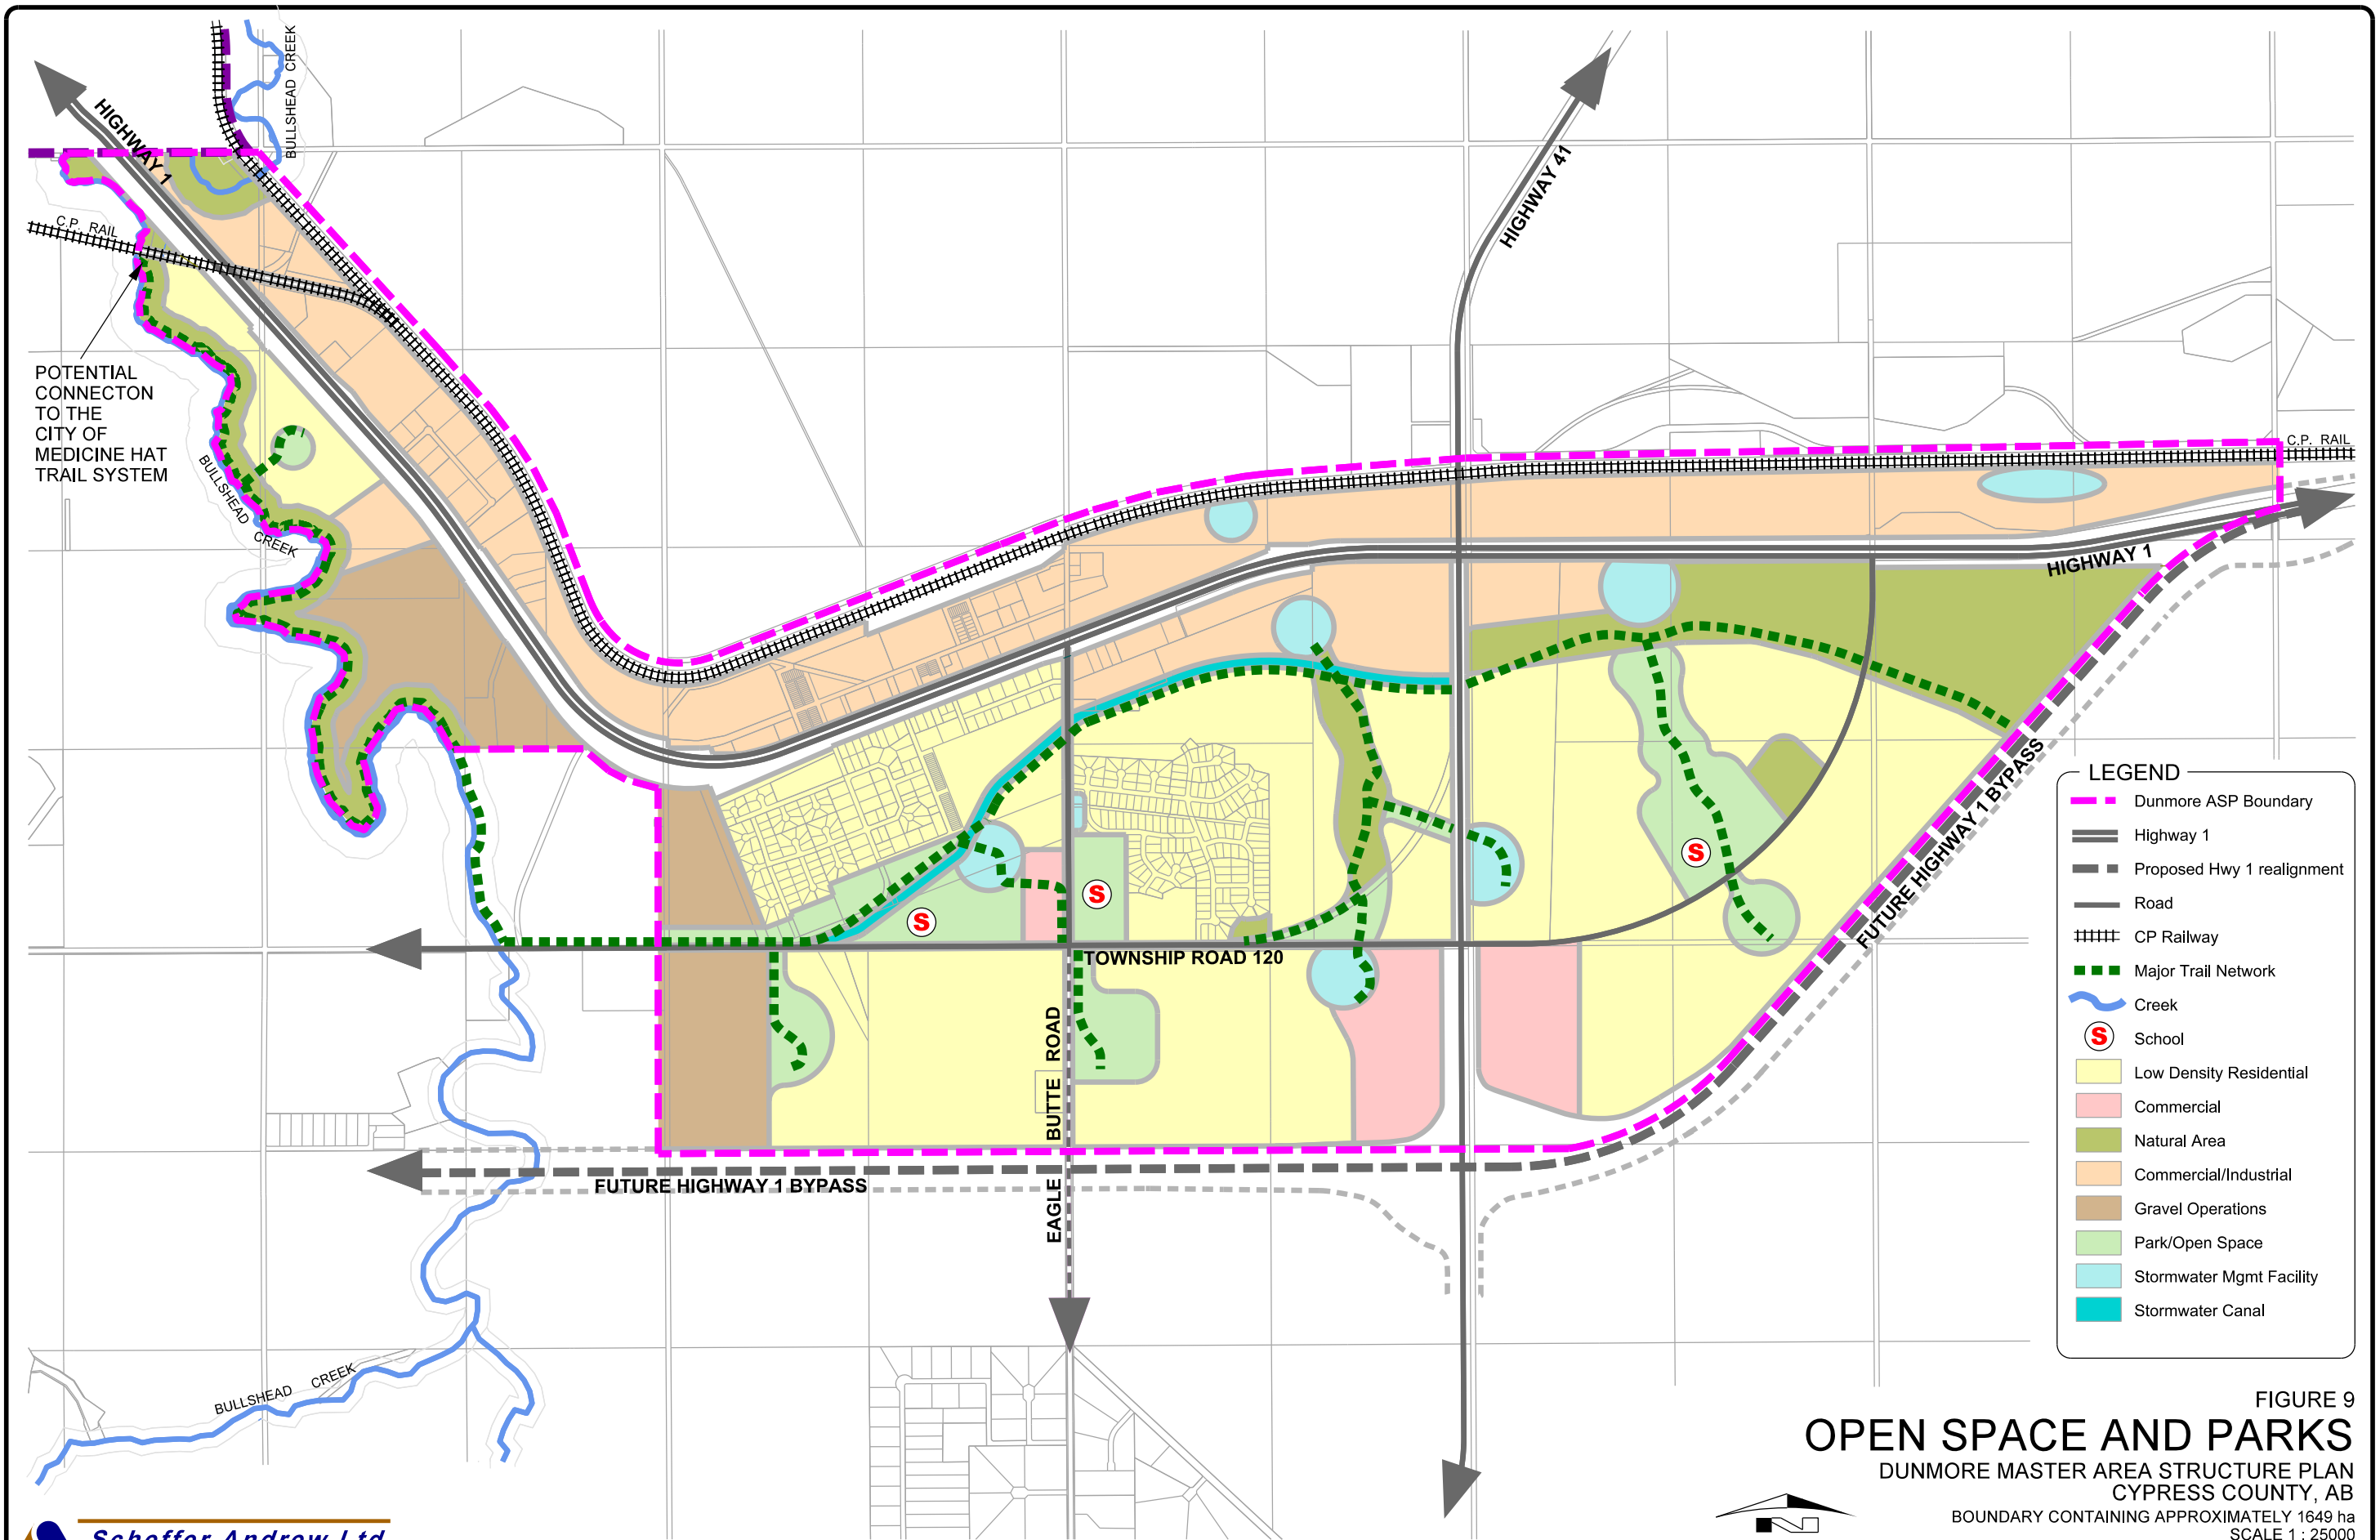 BULLSHEAD CREEK
HIGHWAY 1
C.P. RAIL
HIGHWAY 41
POTENTIAL
CONNECTON
TO THE
CITY OF
MEDICINE HAT
TRAIL SYSTEM
BULLSHEAD
CREEK
C.P. RAIL
HIGHWAY 1
S
S
S
TOWNSHIP ROAD 120
EAGLE BUTTE ROAD
FUTURE HIGHWAY 1 BYPASS
FUTURE HIGHWAY 1 BYPASS
BULLSHEAD CREEK
LEGEND
Dunmore ASP Boundary
Highway 1
Proposed Hwy 1 realignment
Road
CP Railway
Major Trail Network
Creek
S School
Low Density Residential
Commercial
Natural Area
Commercial/Industrial
Gravel Operations
Park/Open Space
Stormwater Mgmt Facility
Stormwater Canal
FIGURE 9
OPEN SPACE AND PARKS
DUNMORE MASTER AREA STRUCTURE PLAN
CYPRESS COUNTY, AB
BOUNDARY CONTAINING APPROXIMATELY 1649 ha
SCALE 1 : 25000
N
Scheffer Andrew Ltd